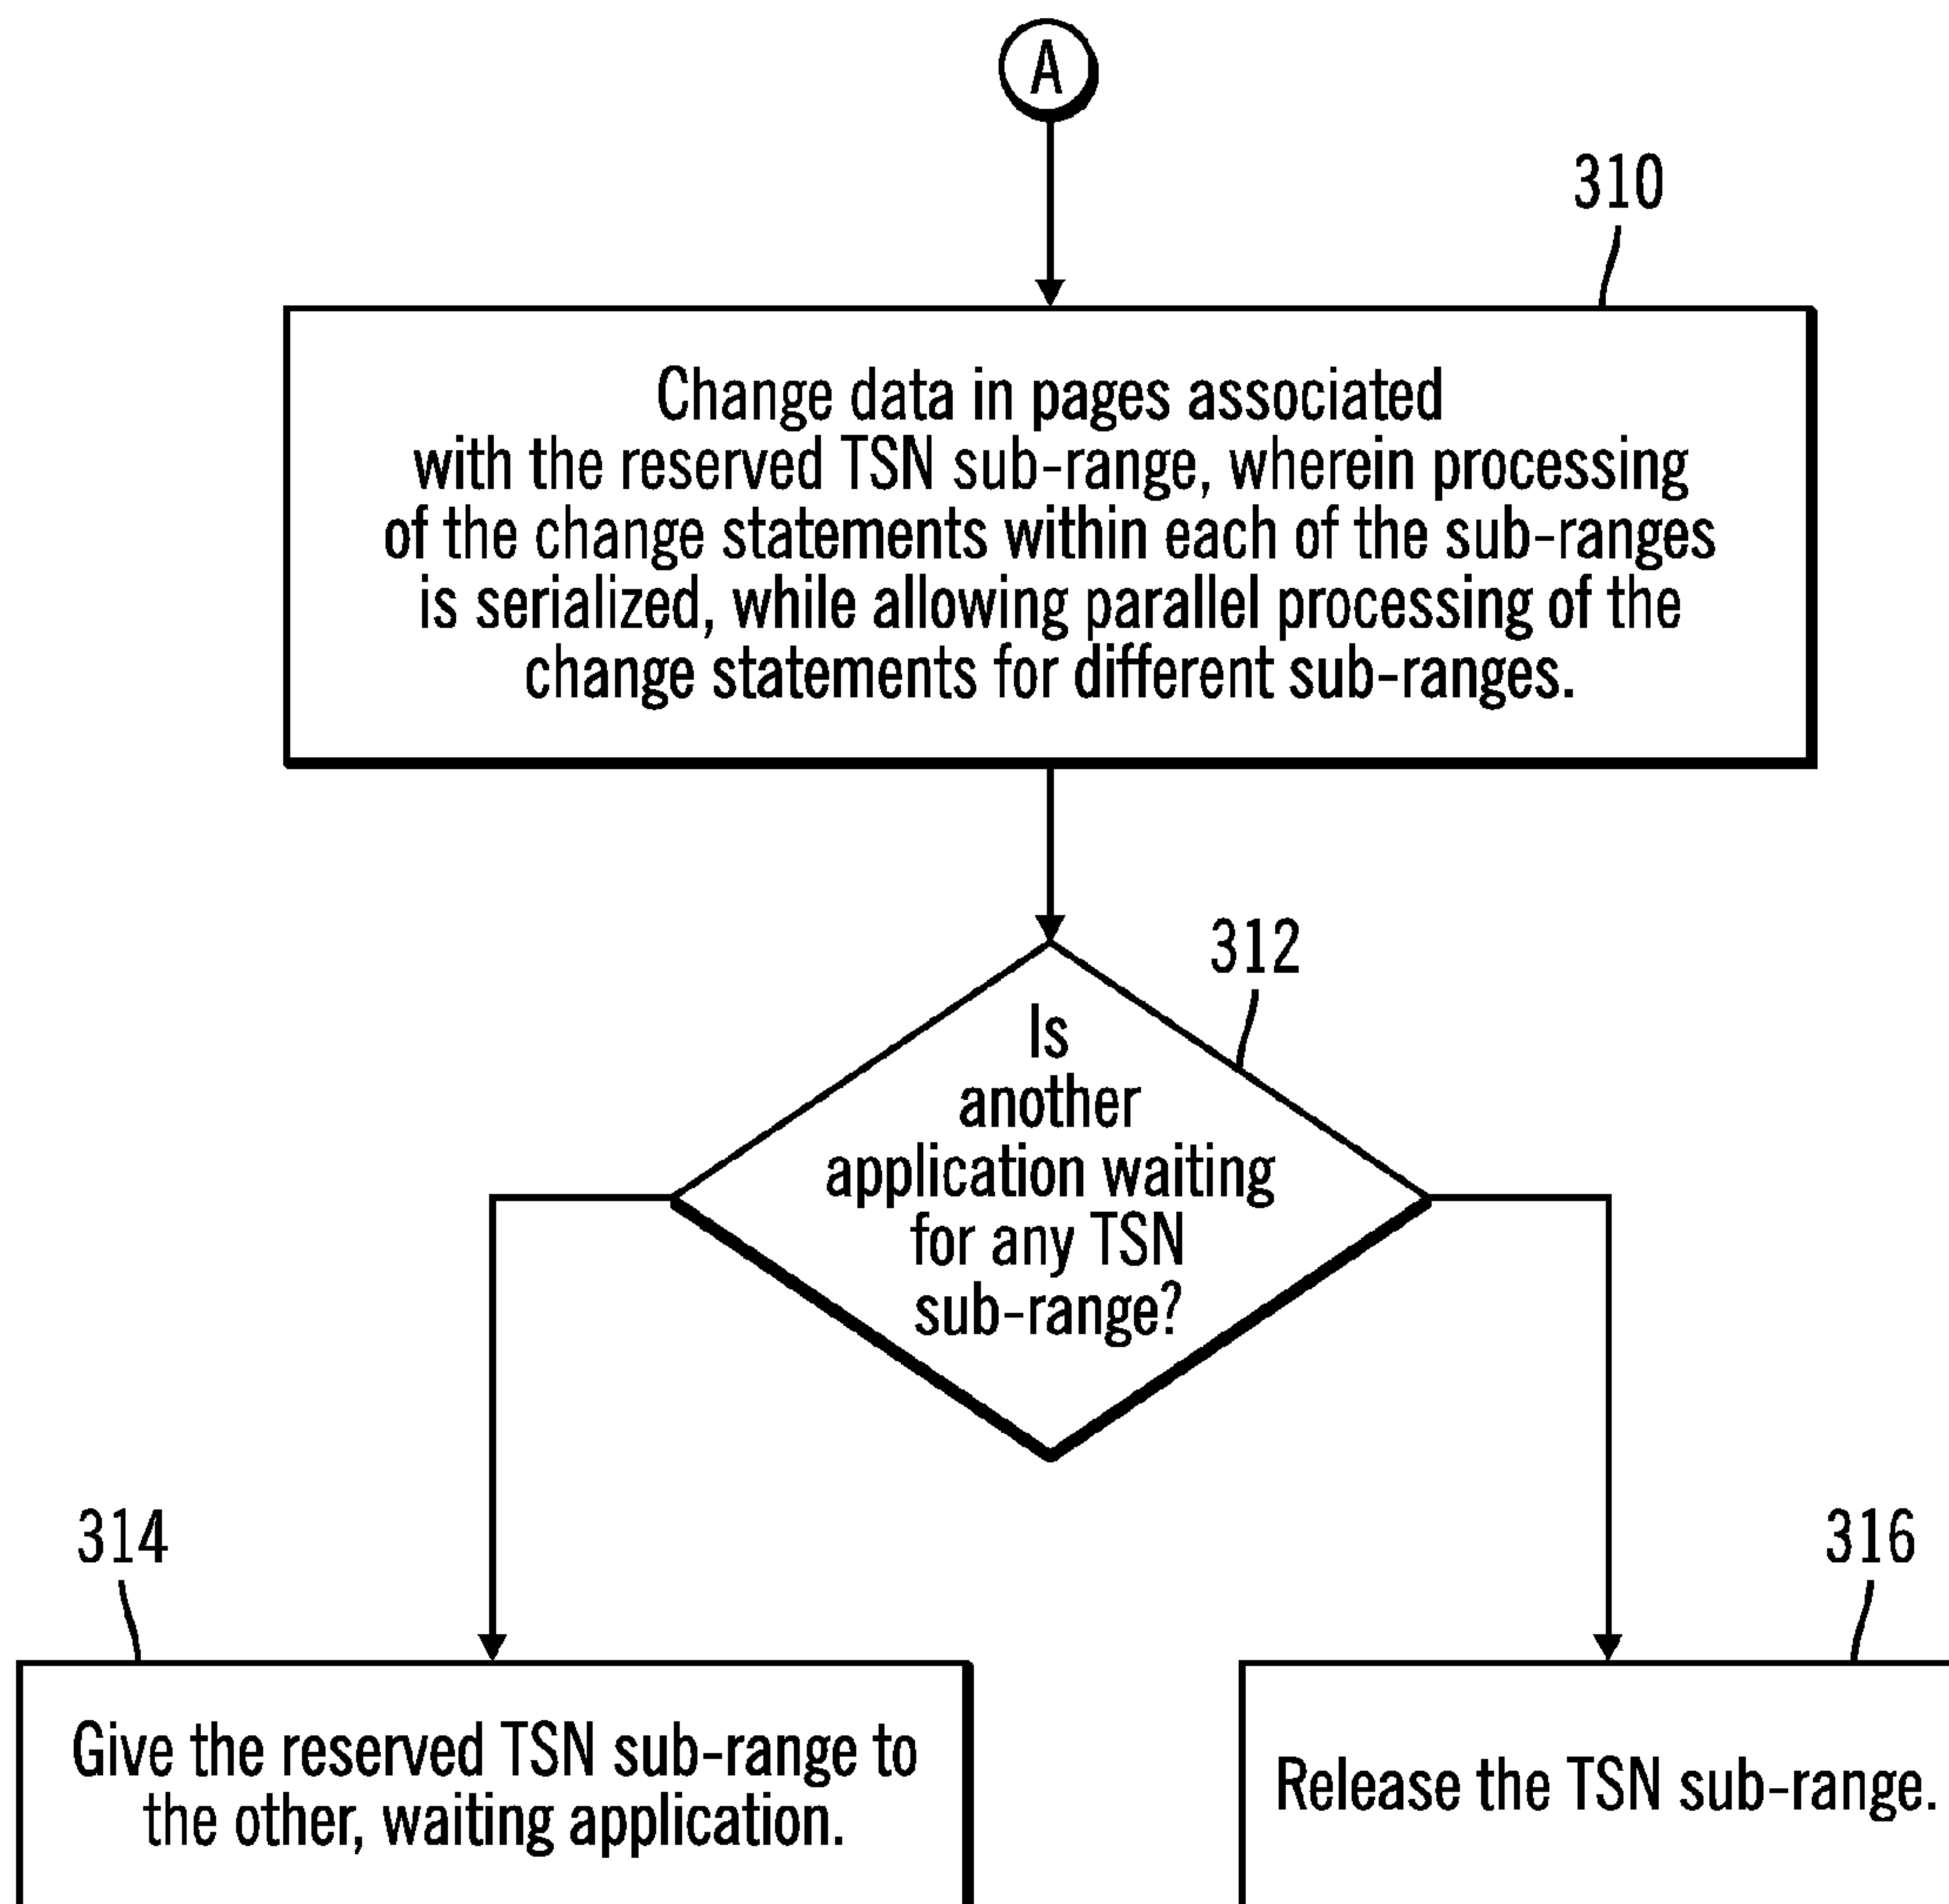 A
310
Change data in pages associated
with the reserved TSN sub-range, wherein processing
of the change statements within each of the sub-ranges
is serialized, while allowing parallel processing of the
change statements for different sub-ranges.
312
Is
another
application waiting
for any TSN
sub-range?
314
316
Give the reserved TSN sub-range to
the other, waiting application.
Release the TSN sub-range.